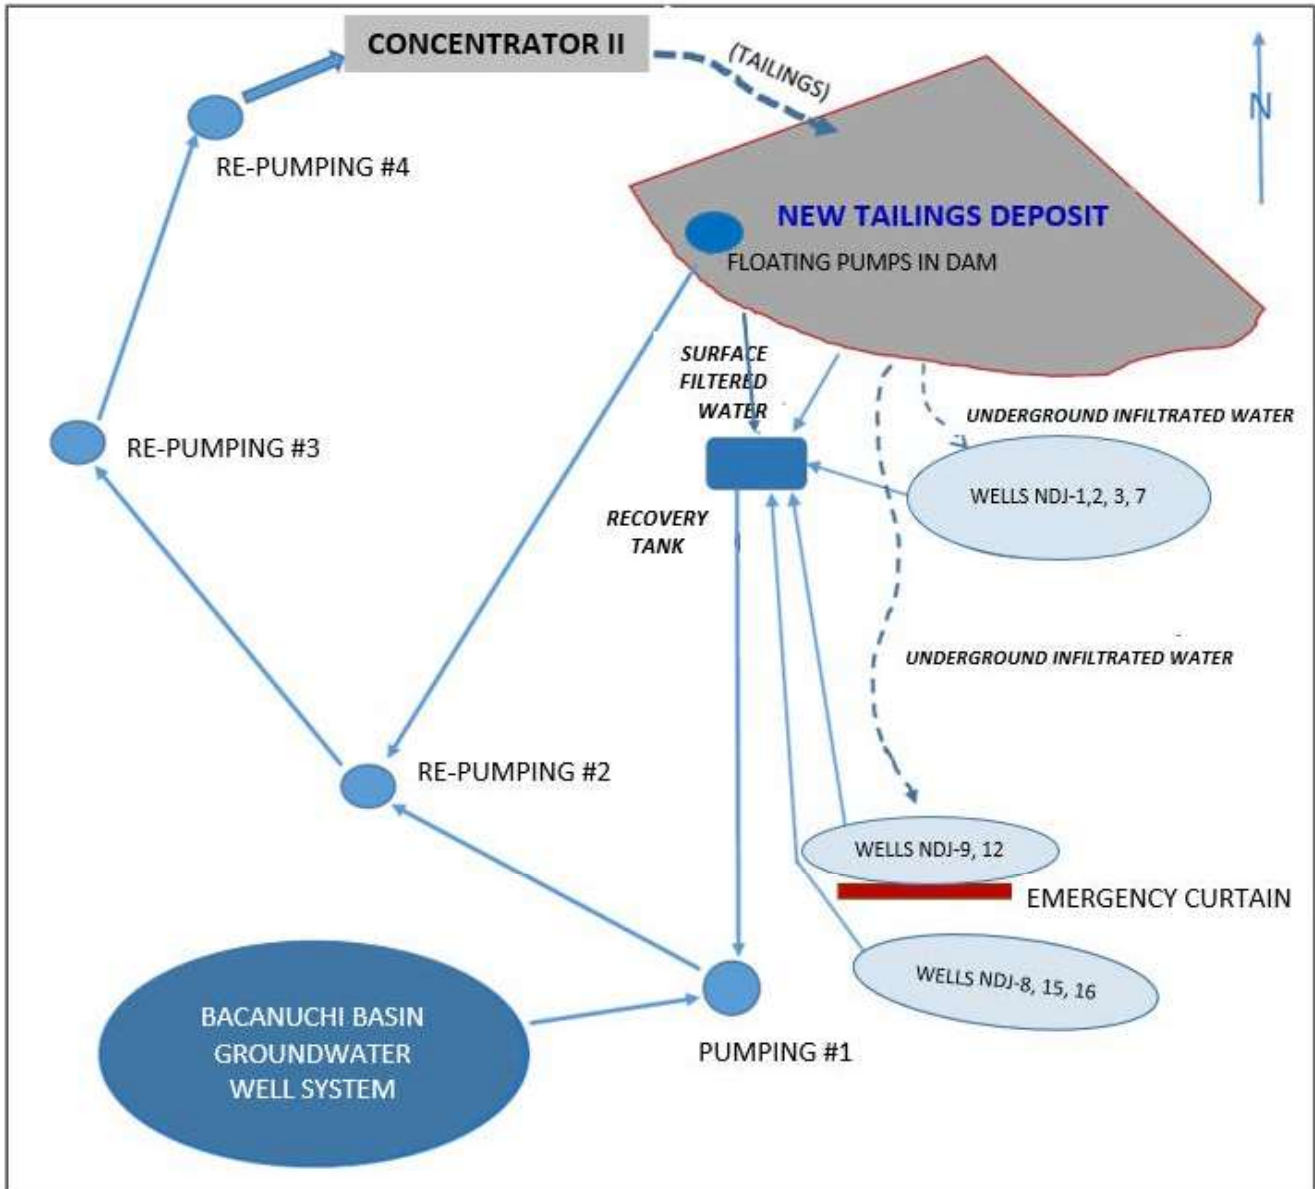 CONCENTRATOR II
(TAILINGS)
N
RE-PUMPING #4
NEW TAILINGS DEPOSIT
FLOATING PUMPS IN DAM
SURFACE
FILTERED
WATER
UNDERGROUND INFILTRATED WATER
RE-PUMPING #3
WELLS NDJ-1,2, 3, 7
RECOVERY
TANK
UNDERGROUND INFILTRATED WATER
RE-PUMPING #2
WELLS NDJ-9, 12
EMERGENCY CURTAIN
WELLS NDJ-8, 15, 16
BACANUCHI BASIN
GROUNDWATER
WELL SYSTEM
PUMPING #1